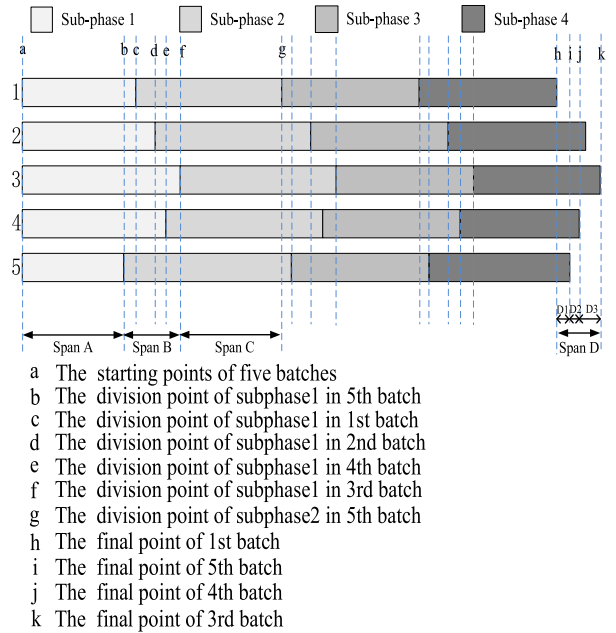 Sub-phase 1 Sub-phase 2 Sub-phase 3 Sub-phase 4
a b c d e f g h i j k
1
2
3
4
5
D1 D2 D3
Span A Span B Span C Span D
a The starting points of five batches
b The division point of subphase1 in 5th batch
c The division point of subphase1 in 1st batch
d The division point of subphase1 in 2nd batch
e The division point of subphase1 in 4th batch
f The division point of subphase1 in 3rd batch
g The division point of subphase2 in 5th batch
h The final point of 1st batch
i The final point of 5th batch
j The final point of 4th batch
k The final point of 3rd batch